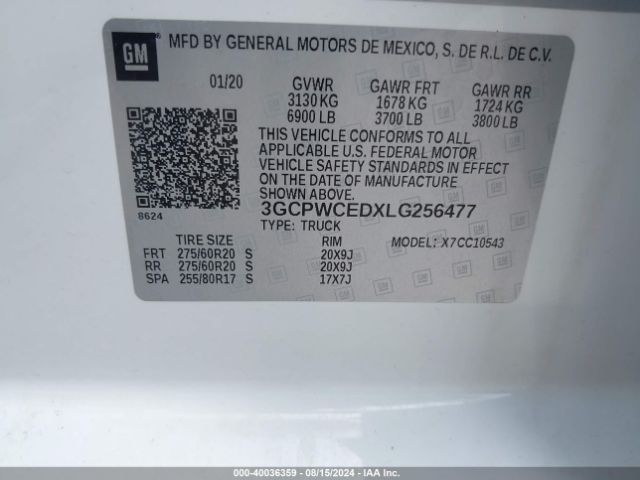 GM
MFD BY GENERAL MOTORS DE MEXICO, S. DE R.L. DE C.V.
01/20 GVWR GAWR FRT GAWR RR
3130 KG 1678 KG 1724 KG
6900 LB 3700 LB 3800 LB
THIS VEHICLE CONFORMS TO ALL
APPLICABLE U.S. FEDERAL MOTOR
VEHICLE SAFETY STANDARDS IN EFFECT
ON THE DATE OF MANUFACTURE
SHOWN ABOVE.
8624
3GCPWCEDXLG256477
TYPE: TRUCK MODEL: X7CC10543
TIRE SIZE RIM
FRT 275/60R20 S 20X9J
RR 275/60R20 S 20X9J
SPA 255/80R17 S 17X7J
000-40036359 - 08/15/2024 - IAA Inc.